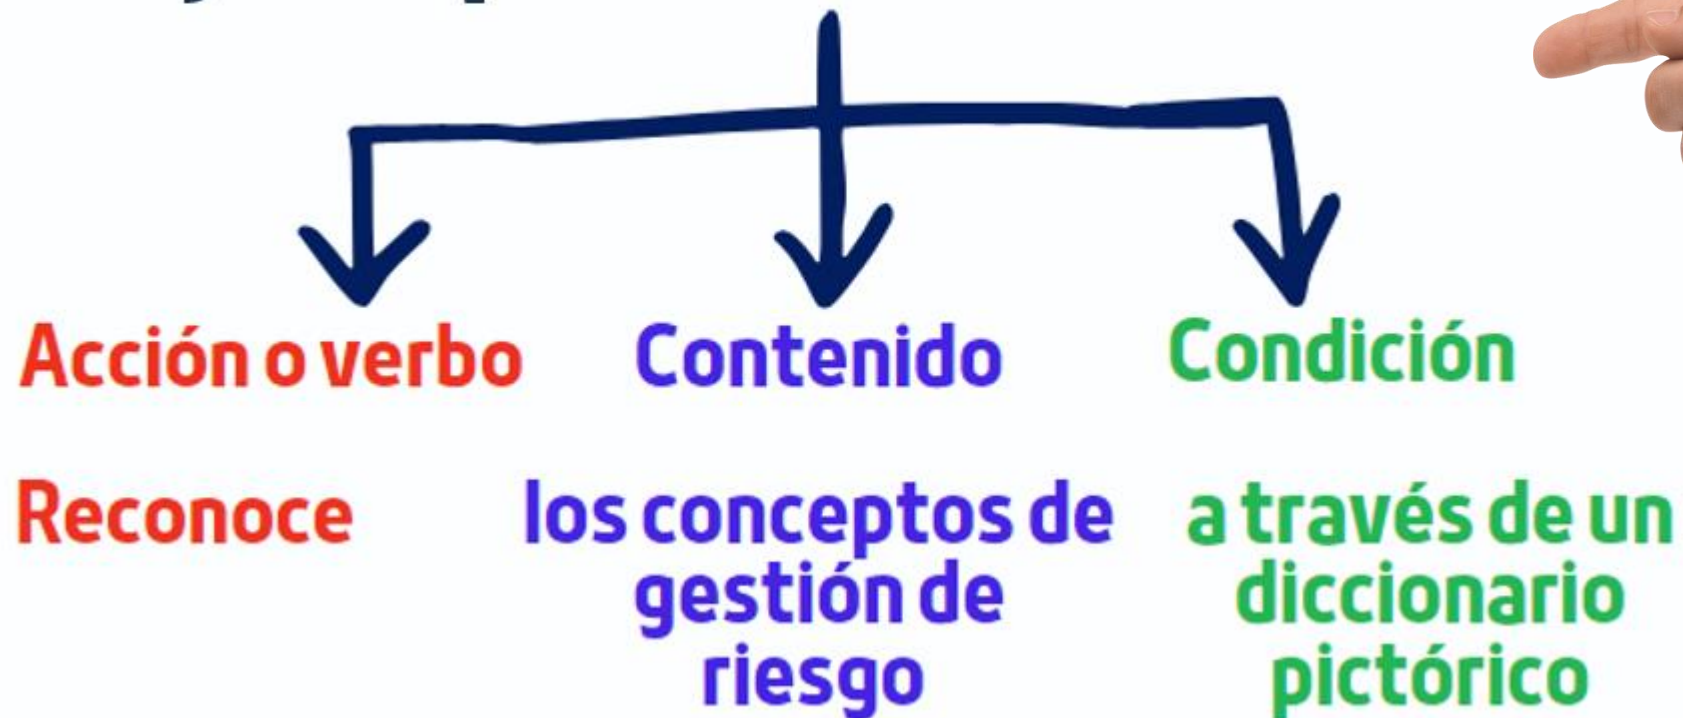 Acción o verbo
Contenido
Condición
Reconoce
los conceptos de
gestión de
riesgo
a través de un
diccionario
pictórico